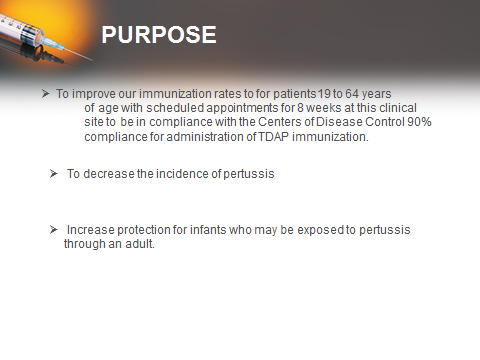 PURPOSE
➢ To improve our immunization rates to for patients19 to 64 years
of age with scheduled appointments for 8 weeks at this clinical
site to be in compliance with the Centers of Disease Control 90%
compliance for administration of TDAP immunization.
➢ To decrease the incidence of pertussis
➢ Increase protection for infants who may be exposed to pertussis
through an adult.